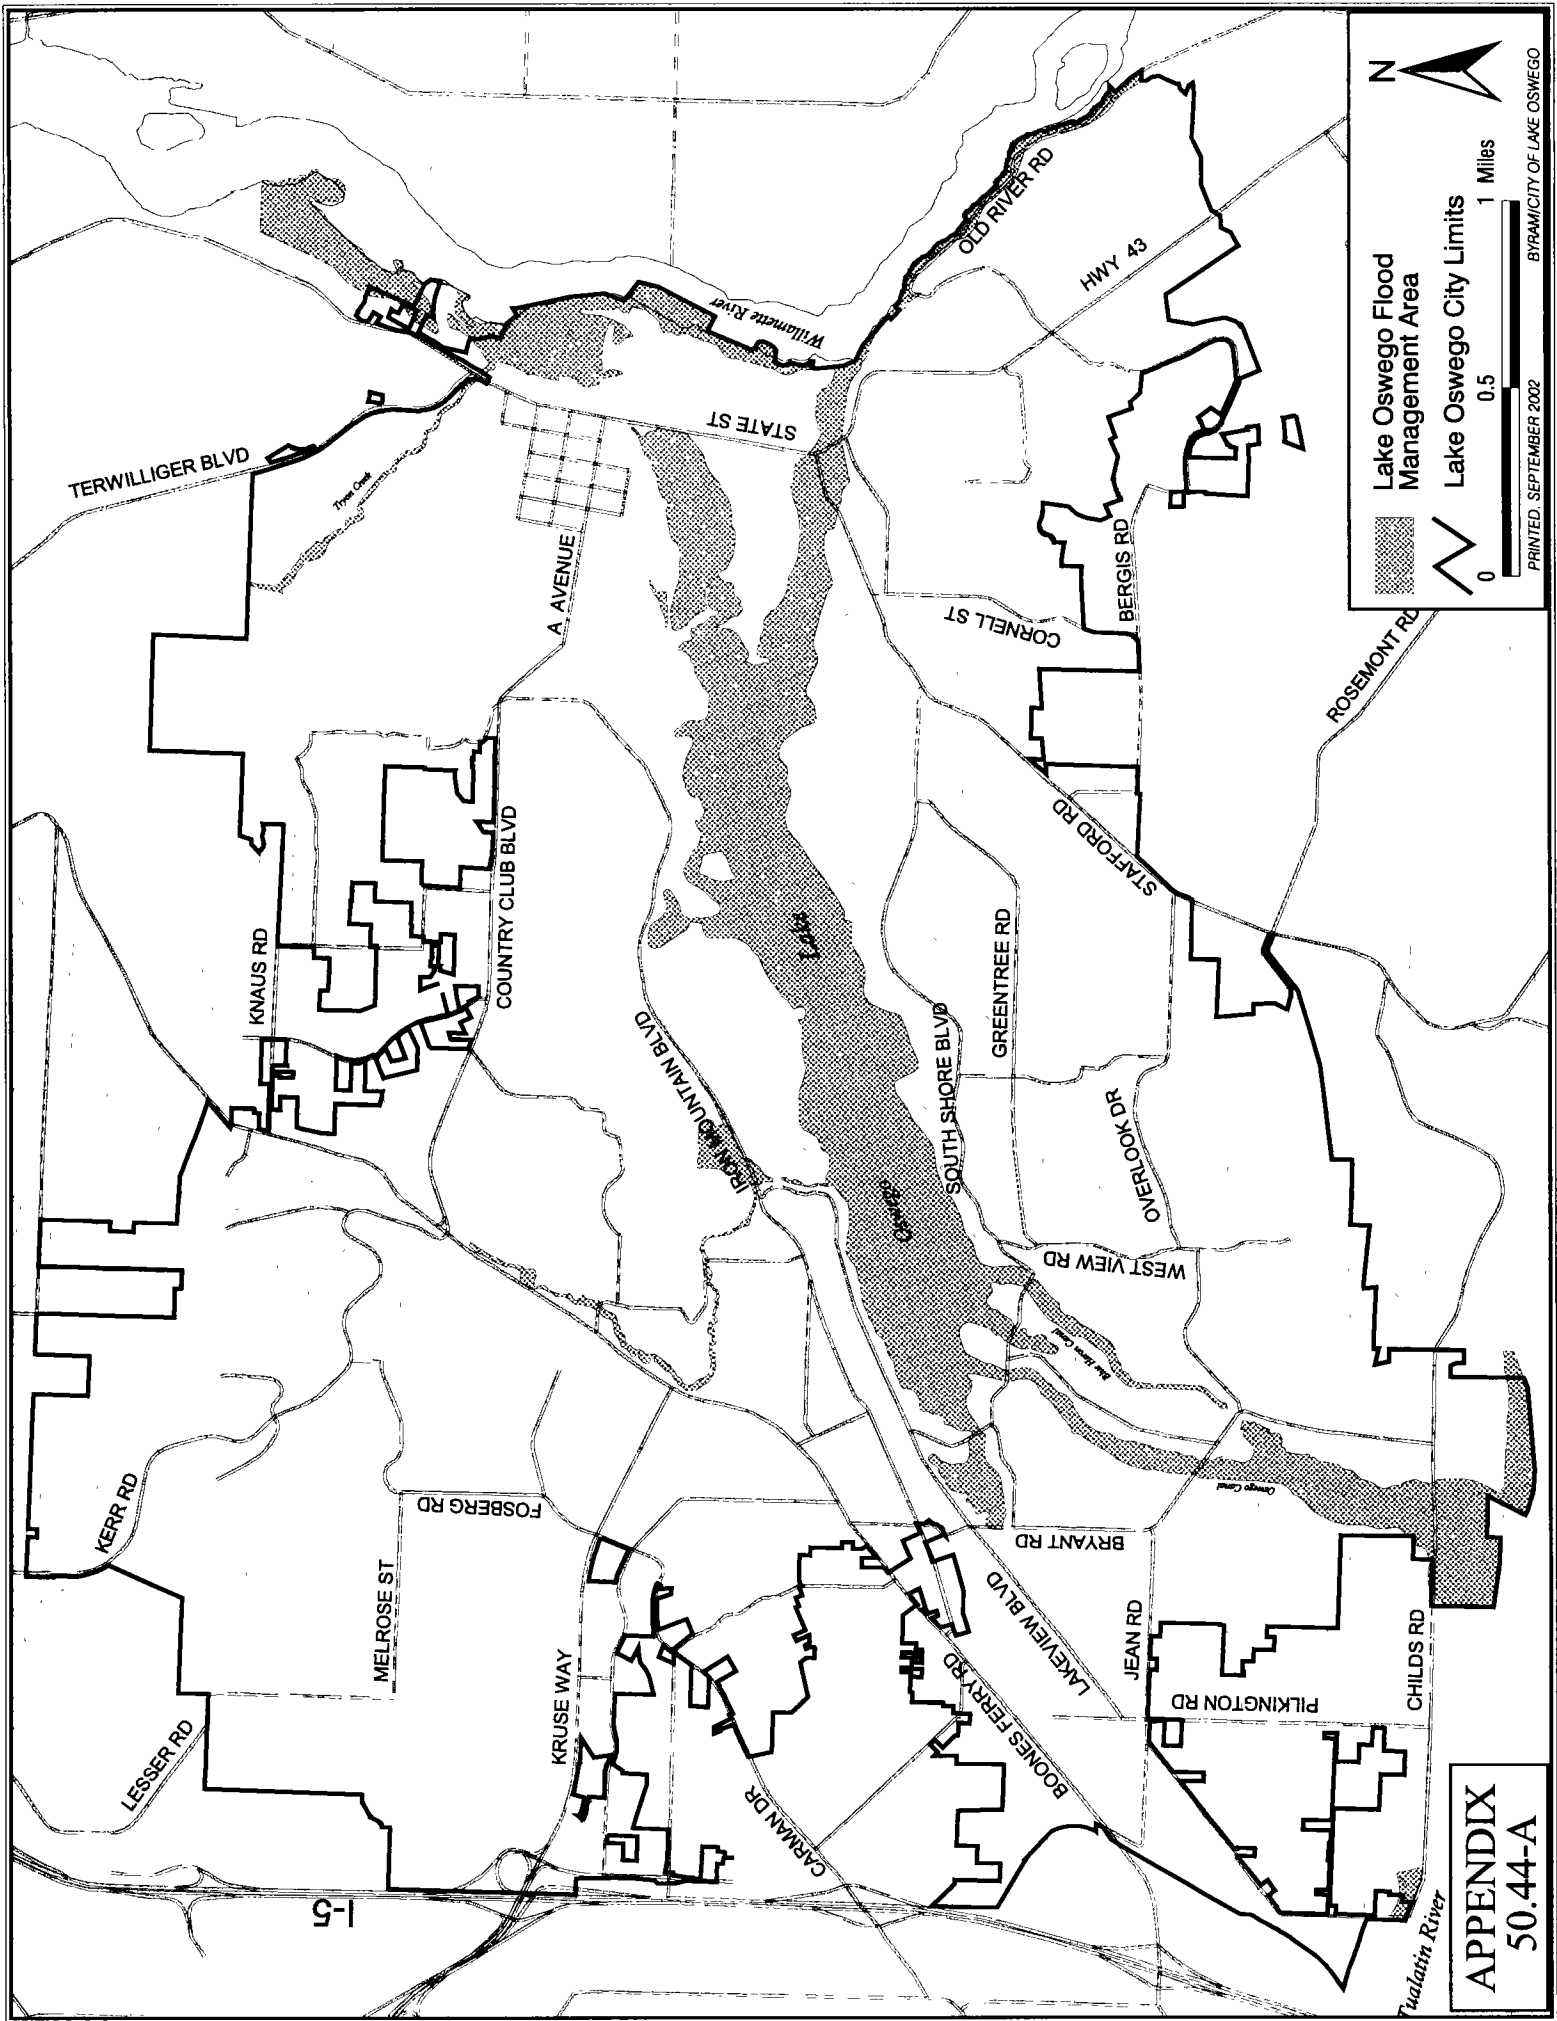 TERWILLIGER BLVD
Tryon Creek
A AVENUE
STATE ST
Willamette River
OLD RIVER RD
HWY 43
KNAUS RD
COUNTRY CLUB BLVD
IRON MOUNTAIN BLVD
CORNELL ST
BERGIS RD
STAFFORD RD
ROSEMONT RD
Lake
Oswego
SOUTH SHORE BLVD
GREENTREE RD
OVERLOOK DR
WEST VIEW RD
Blue Heron Canal
Oswego Canal
KERR RD
MELROSE ST
FOSBERG RD
LESSER RD
KRUSE WAY
I-5
CARMAN DR
BOONES FERRY RD
LAKEVIEW BLVD
BRYANT RD
JEAN RD
PILKINGTON RD
CHILDS RD
Tualatin River
APPENDIX
50.44-A
Lake Oswego Flood
Management Area
Lake Oswego City Limits
N
0 0.5 1 Miles
PRINTED. SEPTEMBER 2002
BYRAM/CITY OF LAKE OSWEGO